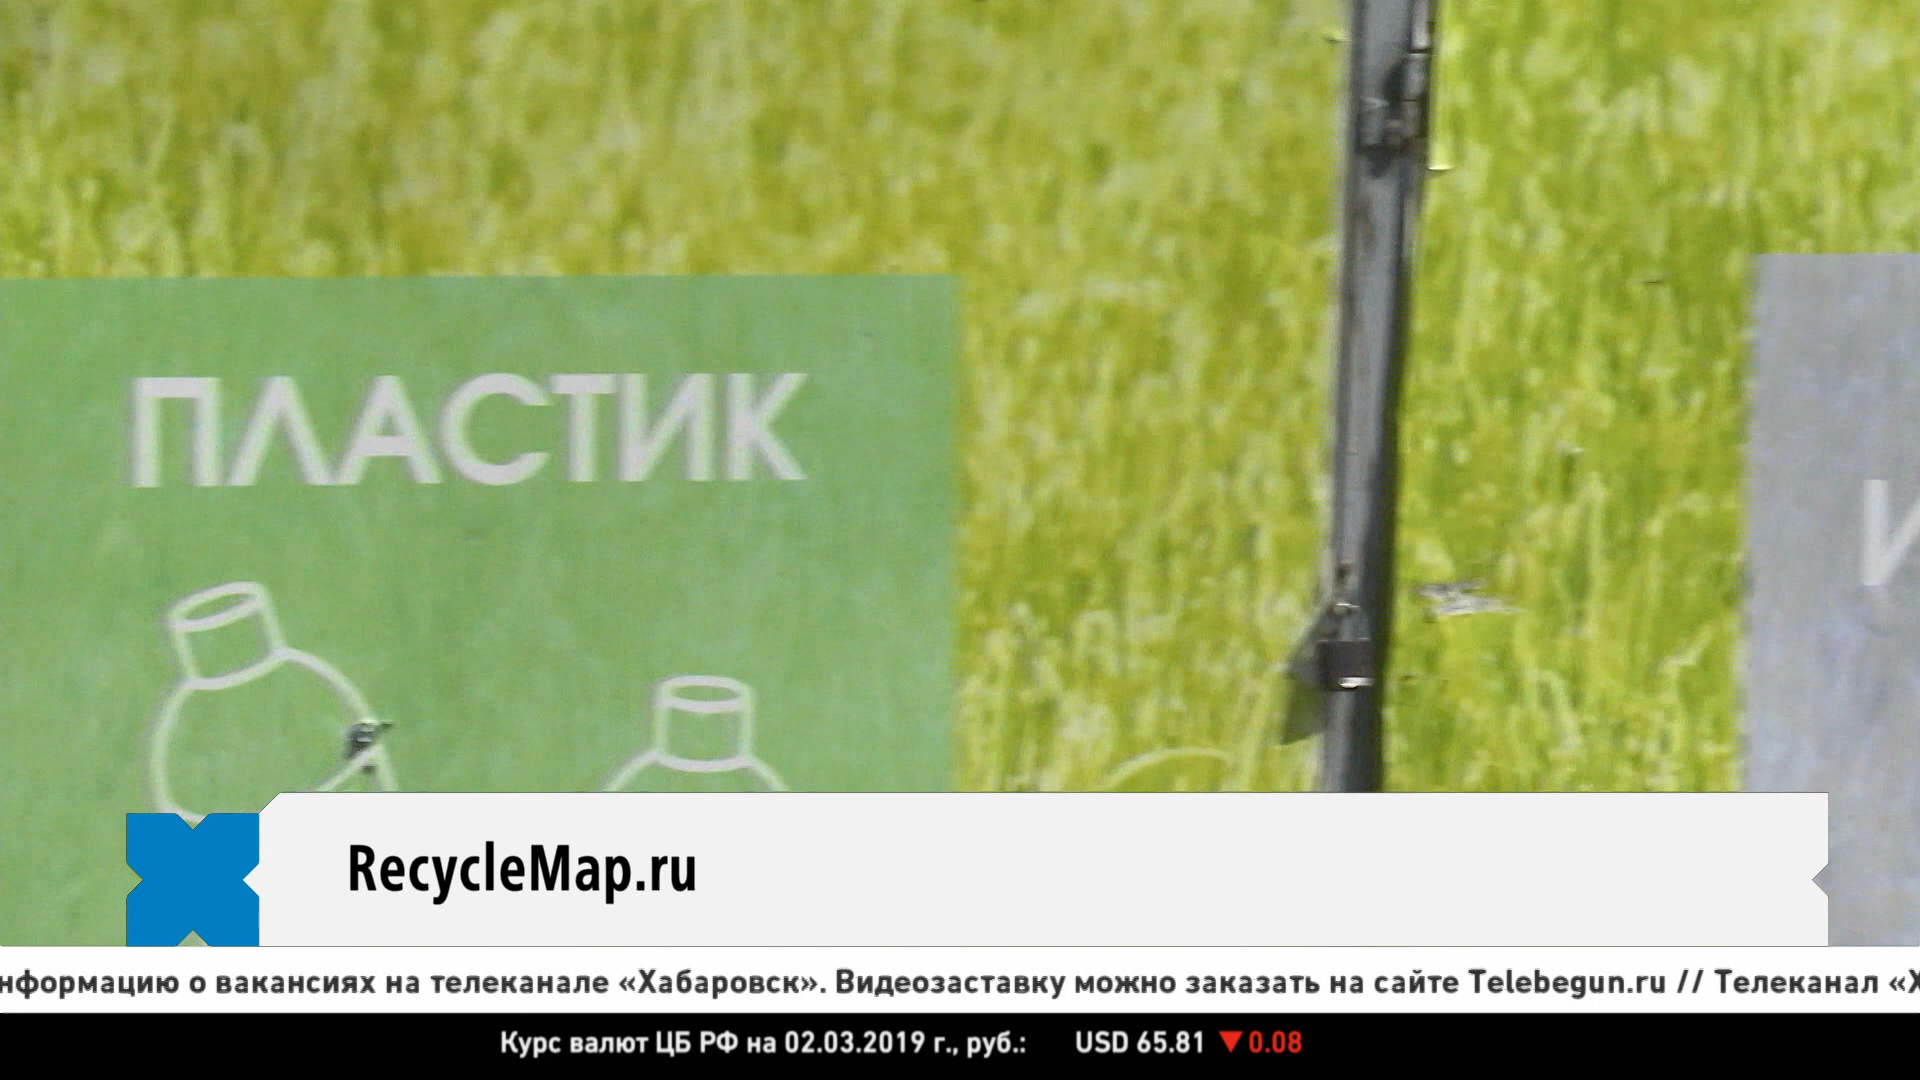 ПЛАСТИК
RecycleMap.ru
нформацию о вакансиях на телеканале «Хабаровск». Видеозаставку можно заказать на сайте Telebegun.ru // Телеканал «Х
Курс валют ЦБ РФ на 02.03.2019 г., руб.: USD 65.81 ▼0.08